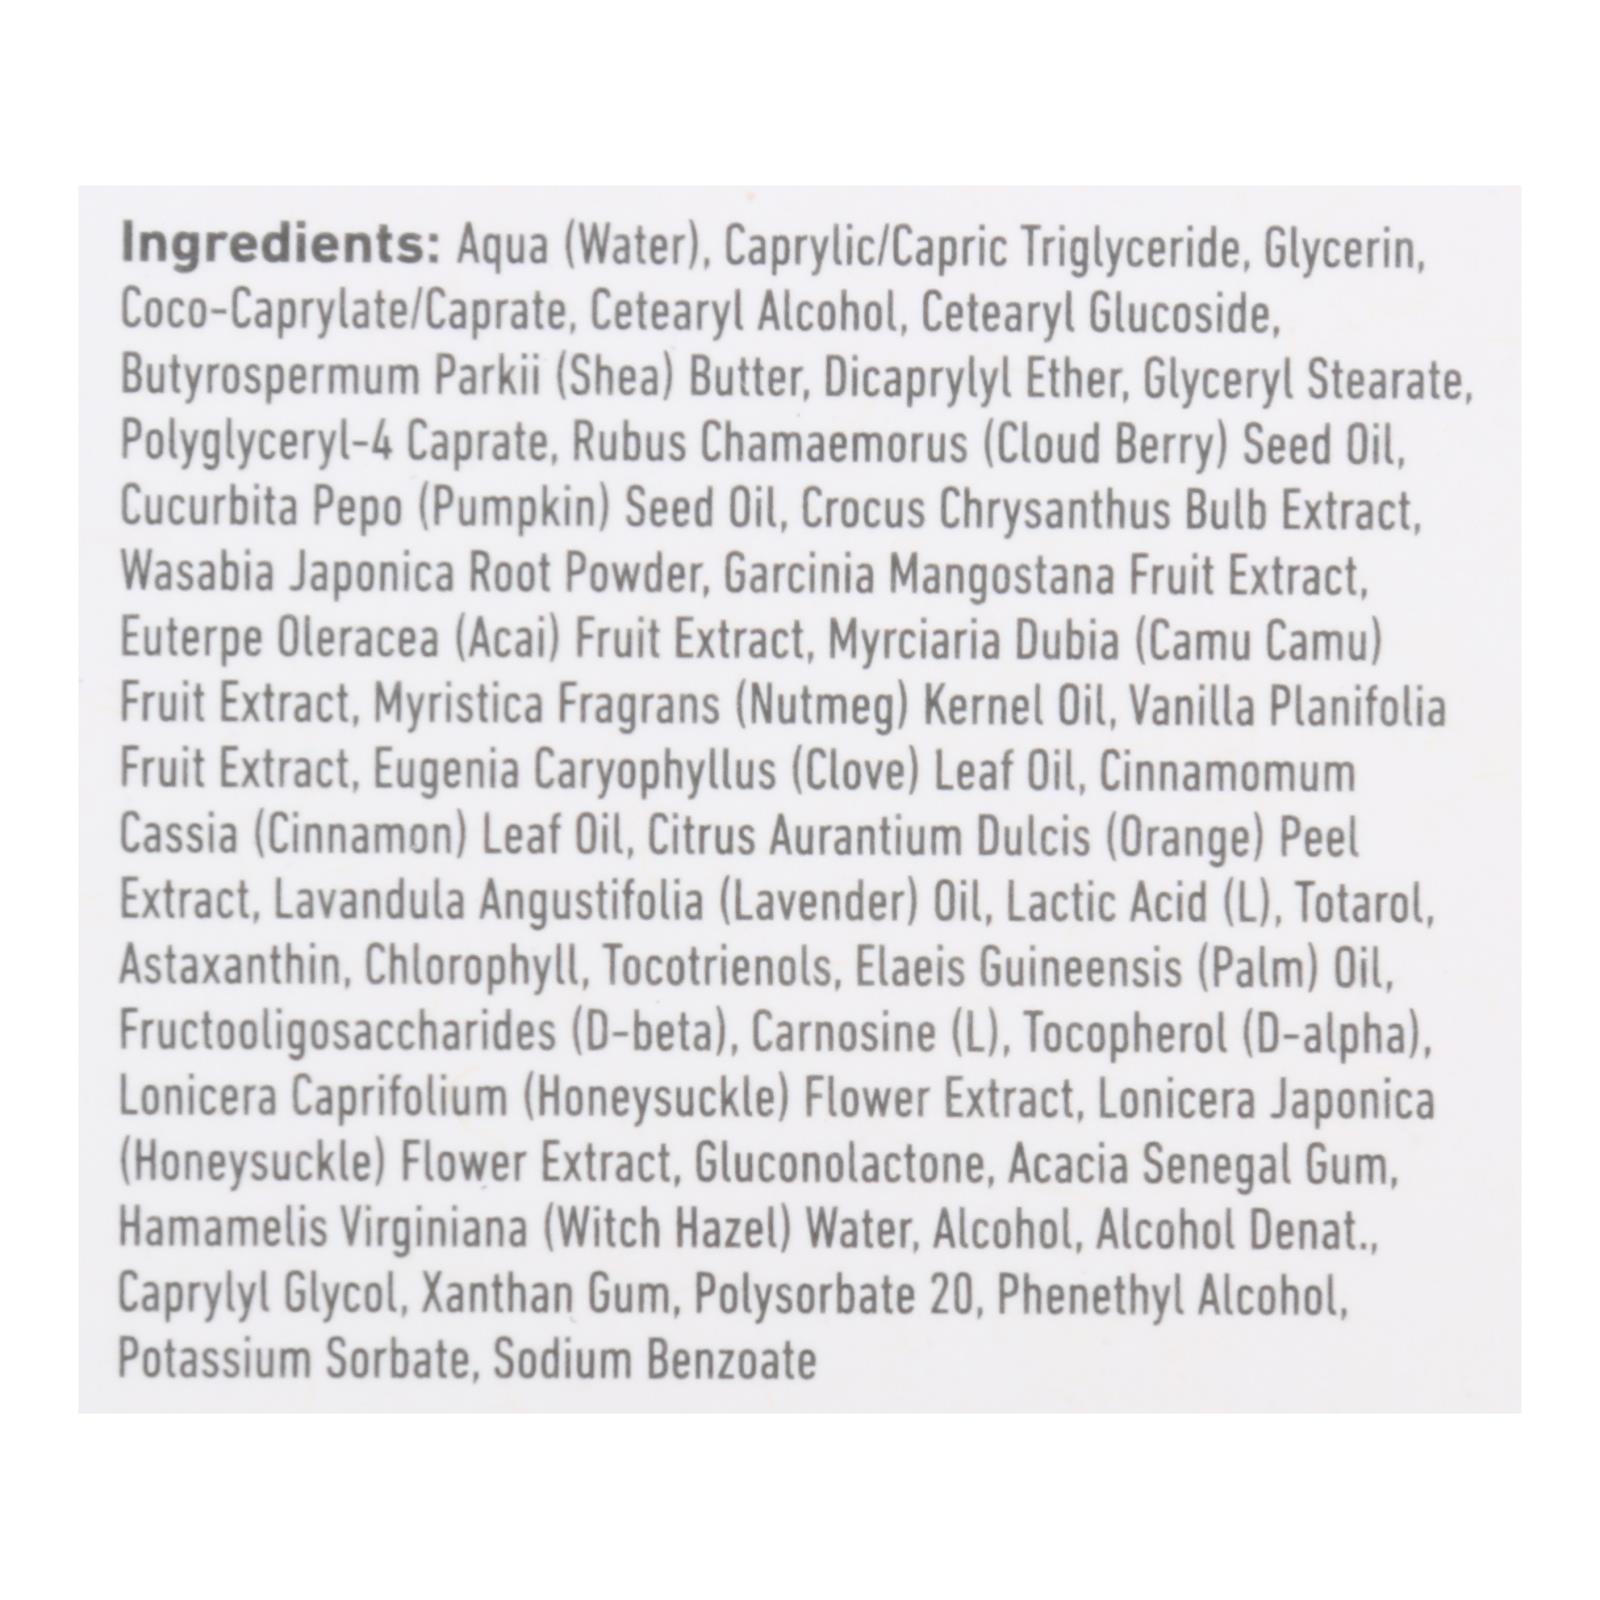 Ingredients: Aqua (Water), Caprylic/Capric Triglyceride, Glycerin,
Coco-Caprylate/Caprate, Cetearyl Alcohol, Cetearyl Glucoside,
Butyrospermum Parkii (Shea) Butter, Dicaprylyl Ether, Glyceryl Stearate,
Polyglyceryl-4 Caprate, Rubus Chamaemorus (Cloud Berry) Seed Oil,
Cucurbita Pepo (Pumpkin) Seed Oil, Crocus Chrysanthus Bulb Extract,
Wasabia Japonica Root Powder, Garcinia Mangostana Fruit Extract,
Euterpe Oleracea (Acai) Fruit Extract, Myrciaria Dubia (Camu Camu)
Fruit Extract, Myristica Fragrans (Nutmeg) Kernel Oil, Vanilla Planifolia
Fruit Extract, Eugenia Caryophyllus (Clove) Leaf Oil, Cinnamomum
Cassia (Cinnamon) Leaf Oil, Citrus Aurantium Dulcis (Orange) Peel
Extract, Lavandula Angustifolia (Lavender) Oil, Lactic Acid (L), Totarol,
Astaxanthin, Chlorophyll, Tocotrienols, Elaeis Guineensis (Palm) Oil,
Fructooligosaccharides (D-beta), Carnosine (L), Tocopherol (D-alpha),
Lonicera Caprifolium (Honeysuckle) Flower Extract, Lonicera Japonica
(Honeysuckle) Flower Extract, Gluconolactone, Acacia Senegal Gum,
Hamamelis Virginiana (Witch Hazel) Water, Alcohol, Alcohol Denat.,
Caprylyl Glycol, Xanthan Gum, Polysorbate 20, Phenethyl Alcohol,
Potassium Sorbate, Sodium Benzoate